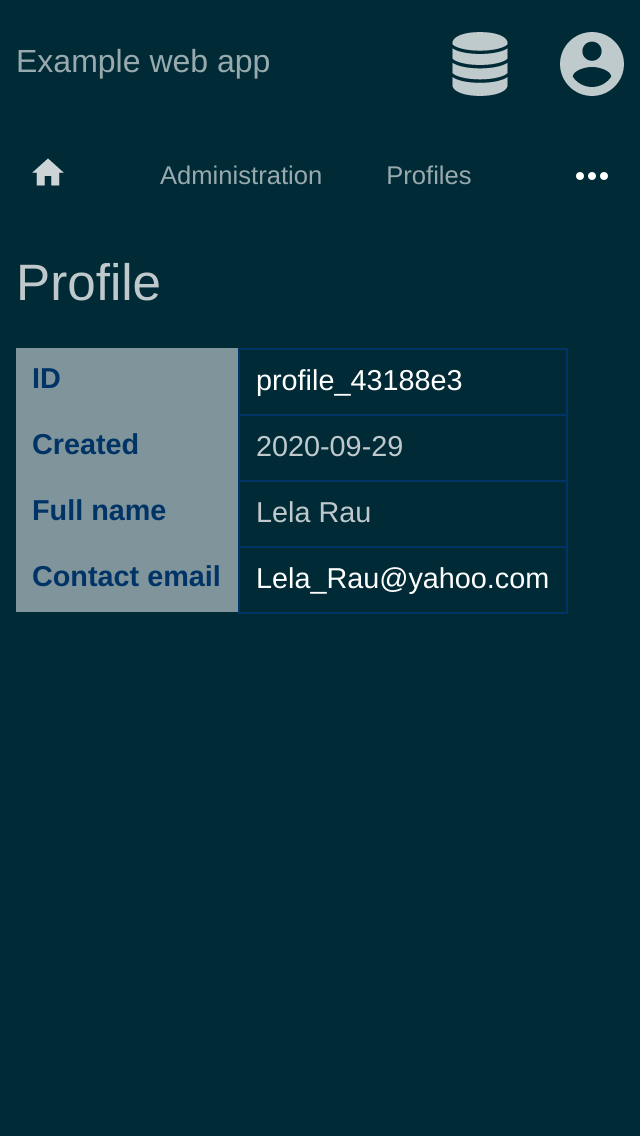 Example web app
Administration Profiles
Profile
ID profile_43188e3
Created 2020-09-29
Full name Lela Rau
Contact email Lela_Rau@yahoo.com